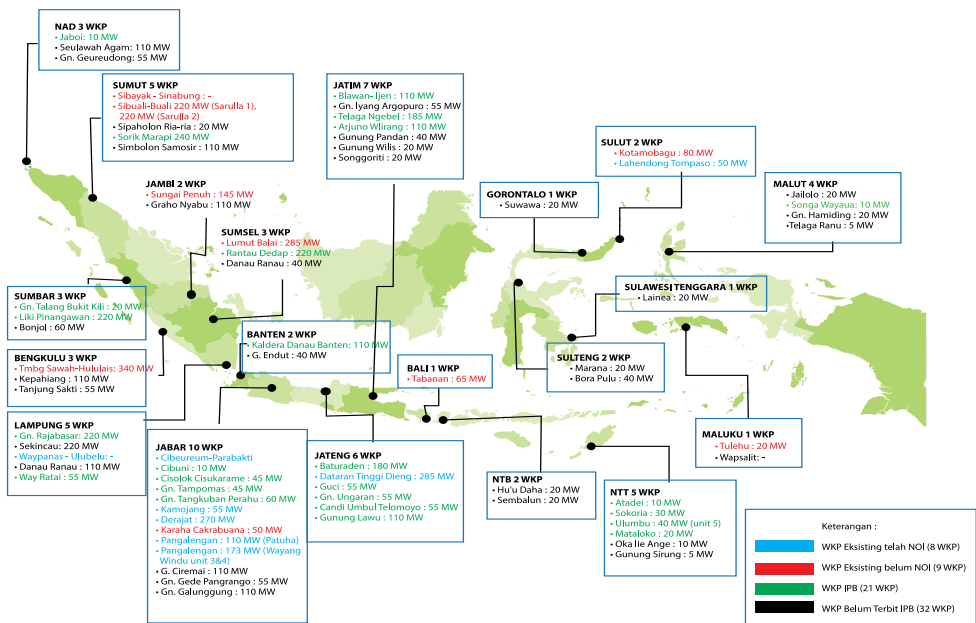 NAD 3 WKP
• Jaboi: 10 MW
• Seulawah Agam: 110 MW
• Gn. Geureudong: 55 MW
SUMUT 5 WKP
• Sibayak - Sinabung : -
• Sibuali-Buali 220 MW (Sarulla 1),
220 MW (Sarulla 2)
• Sipaholon Ria-ria : 20 MW
• Sorik Marapi 240 MW
• Simbolon Samosir : 110 MW
JATIM 7 WKP
• Blawan- Ijen : 110 MW
• Gn. Iyang Argopuro : 55 MW
• Telaga Ngebel : 185 MW
• Arjuno Wlirang : 110 MW
• Gunung Pandan : 40 MW
• Gunung Wilis : 20 MW
• Songgoriti : 20 MW
SULUT 2 WKP
• Kotamobagu : 80 MW
• Lahendong Tompaso : 50 MW
MALUT 4 WKP
• Jailolo : 20 MW
• Songa Wayaua: 10 MW
• Gn. Hamiding : 20 MW
• Telaga Ranu : 5 MW
JAMBI 2 WKP
• Sungai Penuh : 145 MW
• Graho Nyabu : 110 MW
GORONTALO 1 WKP
• Suwawa : 20 MW
SUMSEL 3 WKP
• Lumut Balai : 285 MW
• Rantau Dedap : 220 MW
• Danau Ranau : 40 MW
SULAWESI TENGGARA 1 WKP
• Lainea : 20 MW
SUMBAR 3 WKP
• Gn. Talang Bukit Kili : 20 MW
• Liki Pinangawan : 220 MW
• Bonjol : 60 MW
BANTEN 2 WKP
• Kaldera Danau Banten: 110 MW
• G. Endut : 40 MW
BENGKULU 3 WKP
• Tmbg Sawah-Hululais: 340 MW
• Kepahiang : 110 MW
• Tanjung Sakti : 55 MW
BALI 1 WKP
• Tabanan : 65 MW
SULTENG 2 WKP
• Marana : 20 MW
• Bora Pulu : 40 MW
LAMPUNG 5 WKP
• Gn. Rajabasar: 220 MW
• Sekincau : 220 MW
• Waypanas - Ulubelu: -
• Danau Ranau : 110 MW
• Way Ratai : 55 MW
JABAR 10 WKP
• Cibeureum-Parabakti
• Cibuni : 10 MW
• Cisolok Cisukarame : 45 MW
• Gn. Tampomas : 45 MW
• Gn. Tangkuban Perahu : 60 MW
• Kamojang : 55 MW
• Derajat : 270 MW
• Karaha Cakrabuana : 50 MW
• Pangalengan : 110 MW (Patuha)
• Pangalengan : 173 MW (Wayang
Windu unit 3&4)
• G. Ciremai : 110 MW
• Gn. Gede Pangrango : 55 MW
• Gn. Galunggung : 110 MW
JATENG 6 WKP
• Baturaden : 180 MW
• Dataran Tinggi Dieng : 285 MW
• Guci : 55 MW
• Gn. Ungaran : 55 MW
• Candi Umbul Telomoyo : 55 MW
• Gunung Lawu : 110 MW
MALUKU 1 WKP
• Tulehu : 20 MW
• Wapsalit: -
NTB 2 WKP
• Hu'u Daha : 20 MW
• Sembalun : 20 MW
NTT 5 WKP
• Atadei : 10 MW
• Sokoria : 30 MW
• Ulumbu : 40 MW (unit 5)
• Mataloko : 20 MW
• Oka lie Ange : 10 MW
• Gunung Sirung : 5 MW
Keterangan :
WKP Eksisting telah NOI (8 WKP)
WKP Eksisting belum NOI (9 WKP)
WKP IPB (21 WKP)
WKP Belum Terbit IPB (32 WKP)